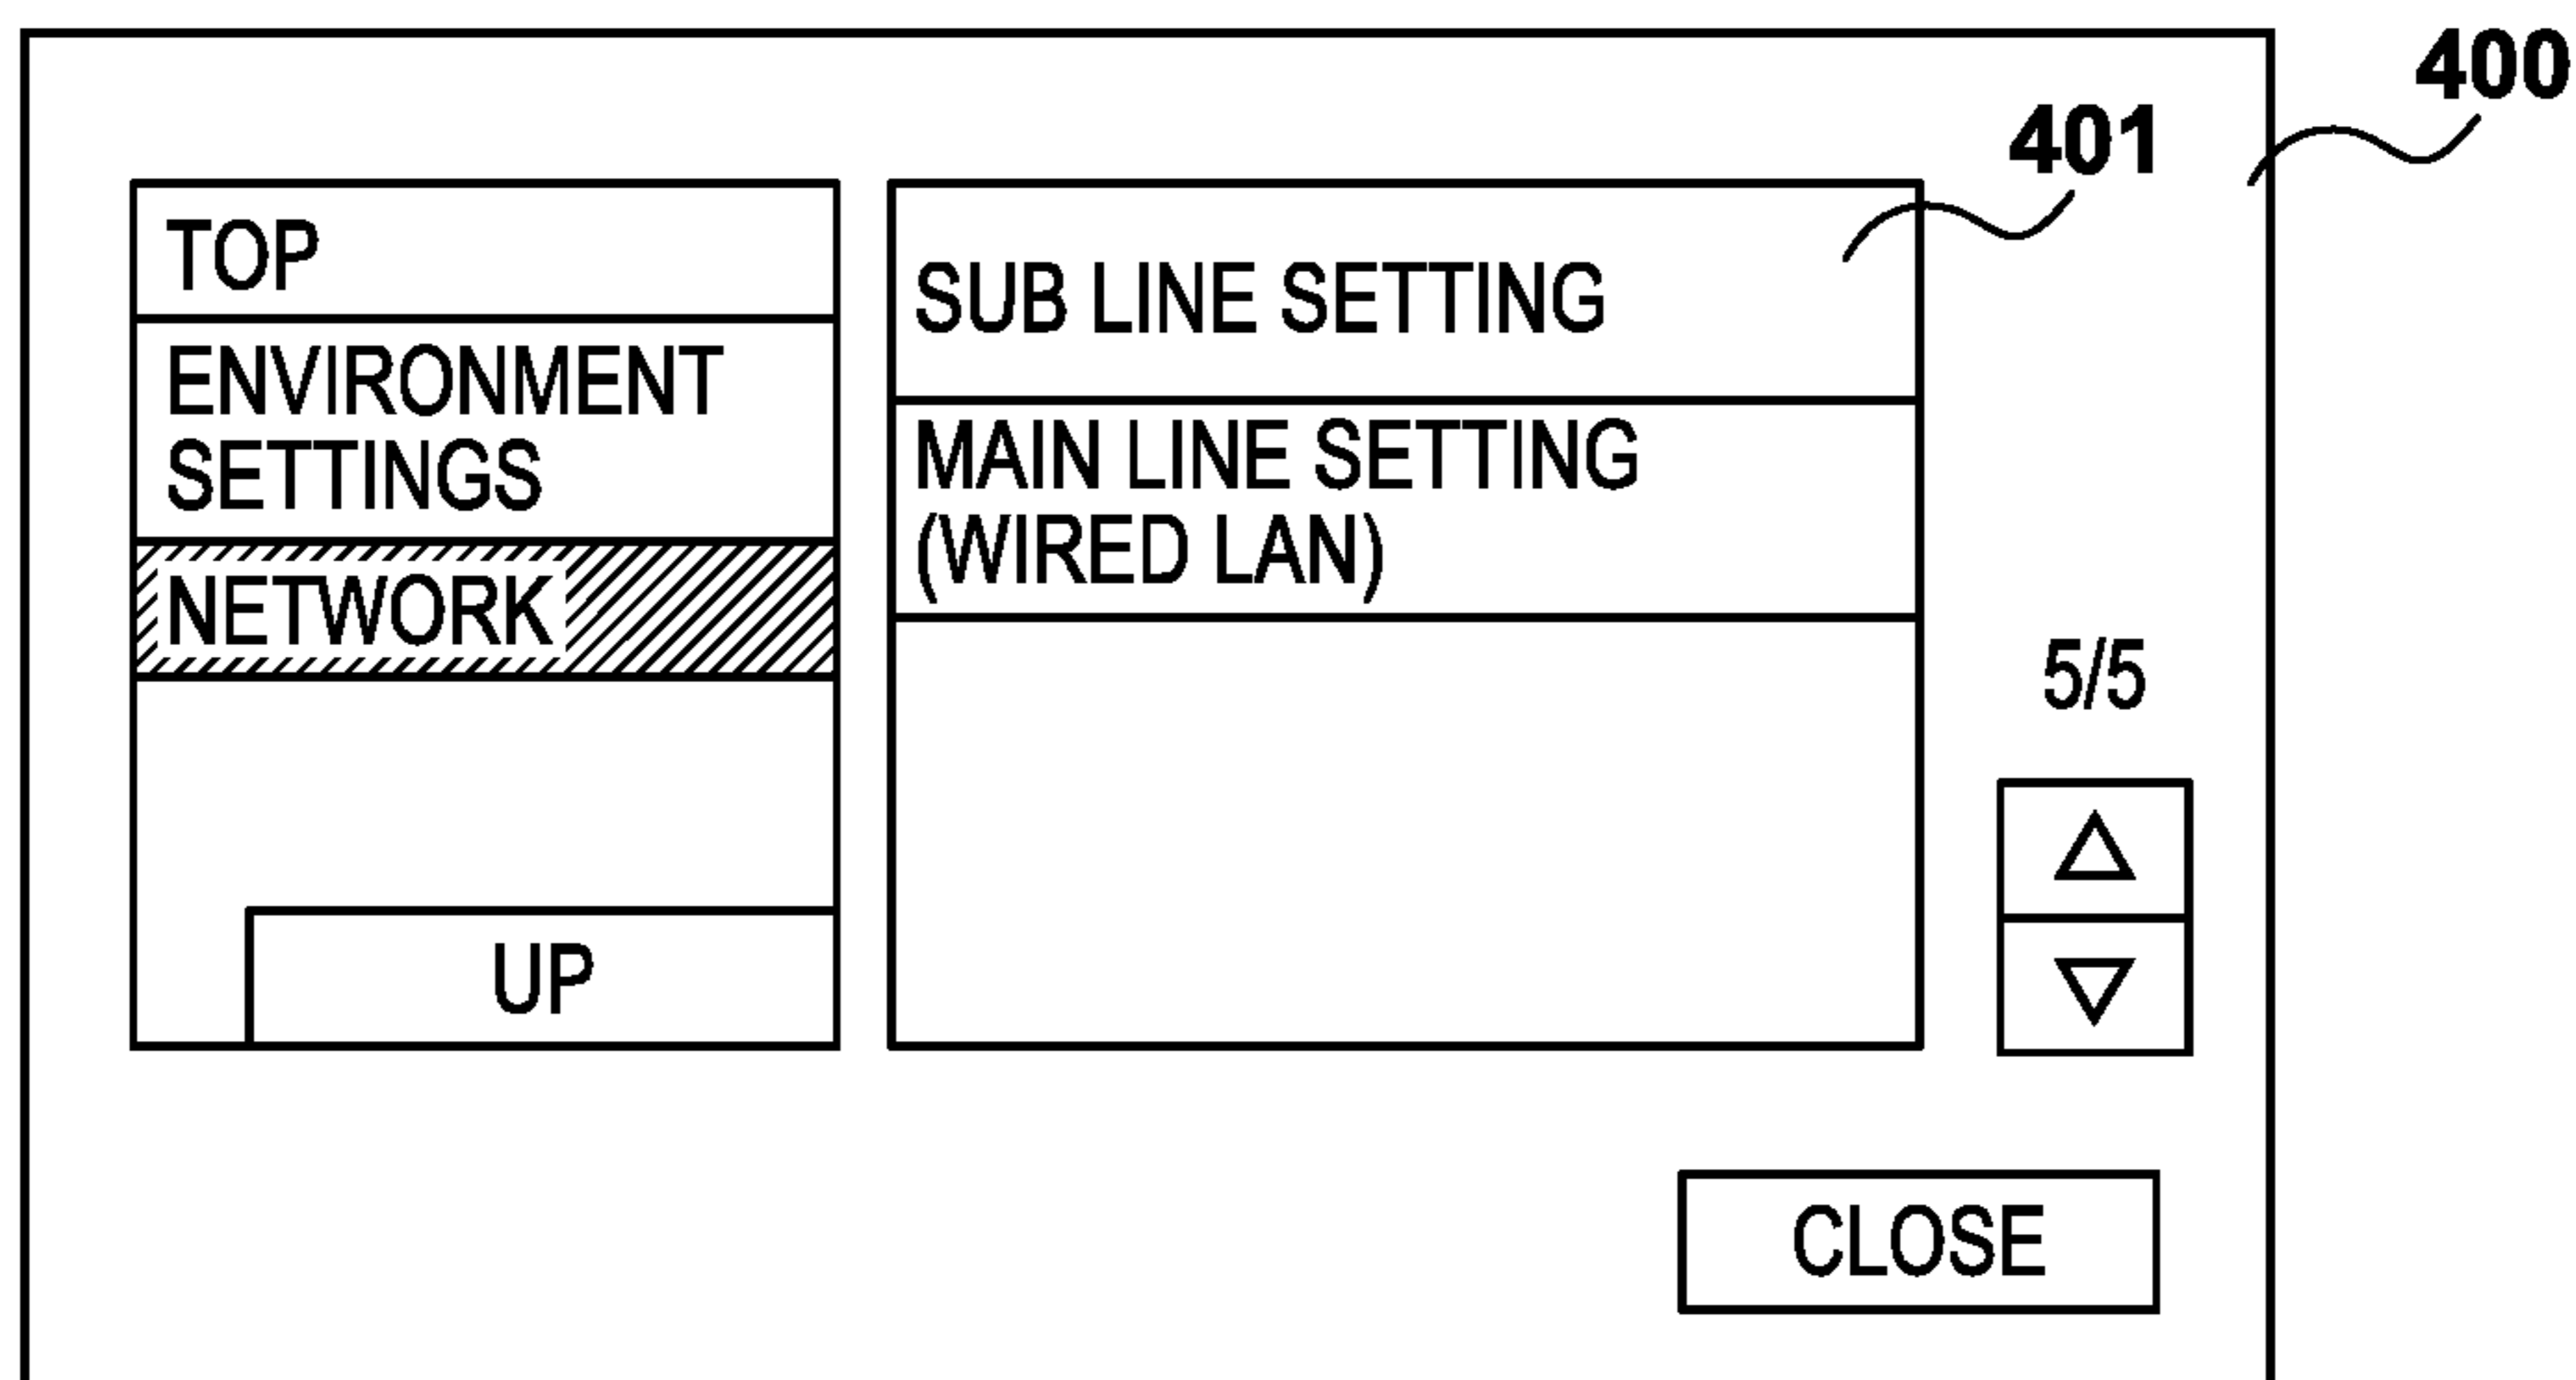 400
401
TOP
ENVIRONMENT
SETTINGS
NETWORK
UP
SUB LINE SETTING
MAIN LINE SETTING
(WIRED LAN)
5/5
CLOSE